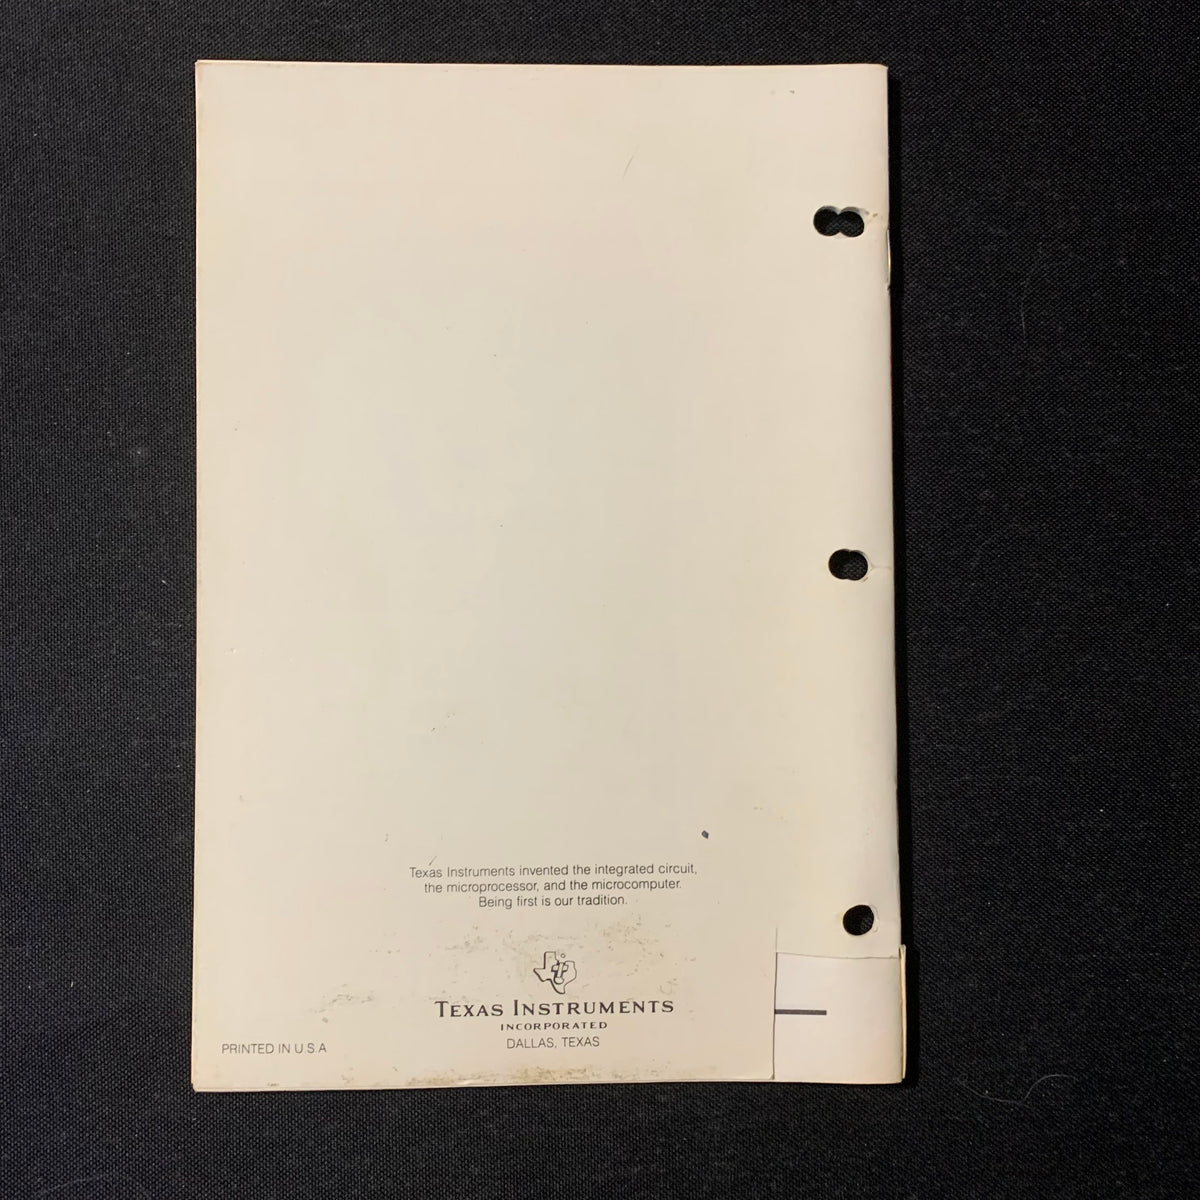 Texas Instruments invented the integrated circuit,
the microprocessor, and the microcomputer.
Being first is our tradition.
TEXAS INSTRUMENTS
INCORPORATED
DALLAS, TEXAS
PRINTED IN U.S.A